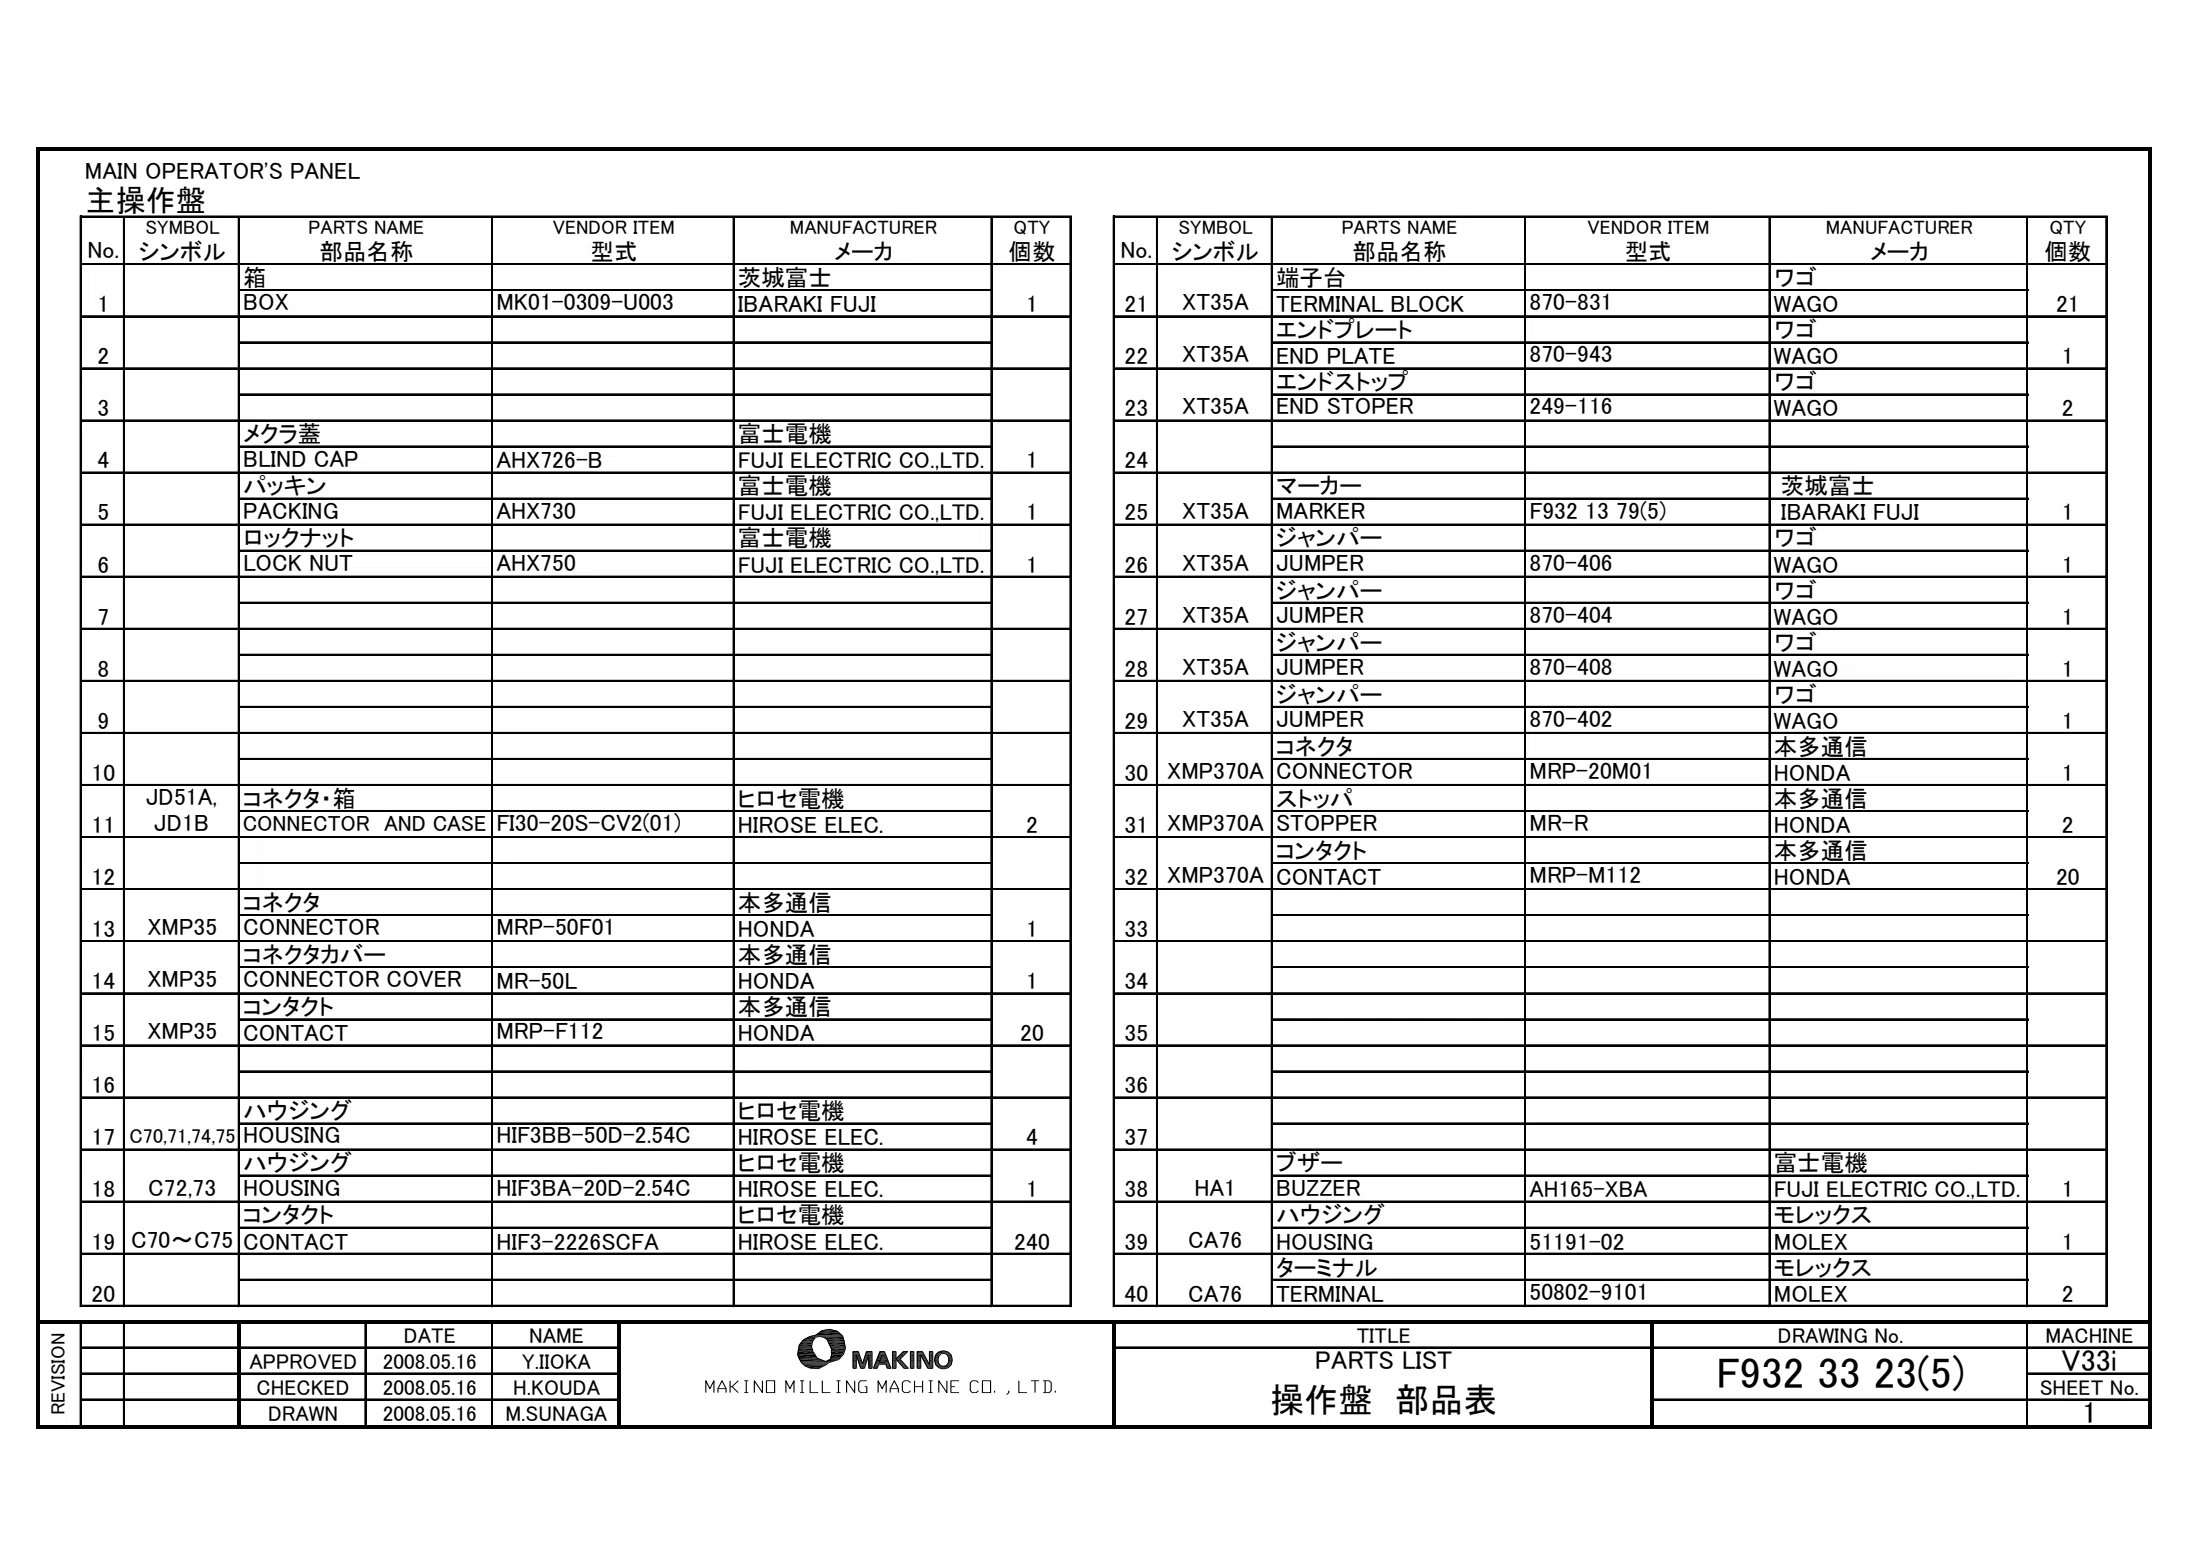 MAIN OPERATOR'S PANEL
主操作盤
No. SYMBOL シンボル PARTS NAME 部品名称 VENDOR ITEM 型式 MANUFACTURER メーカ QTY 個数
箱 茨城富士
1 BOX MK01-0309-U003 IBARAKI FUJI 1
2
3
メクラ蓋 富士電機
4 BLIND CAP AHX726-B FUJI ELECTRIC CO.,LTD. 1
パッキン 富士電機
5 PACKING AHX730 FUJI ELECTRIC CO.,LTD. 1
ロックナット 富士電機
6 LOCK NUT AHX750 FUJI ELECTRIC CO.,LTD. 1
7
8
9
10
JD51A, コネクタ・箱 ヒロセ電機
11 JD1B CONNECTOR AND CASE FI30-20S-CV2(01) HIROSE ELEC. 2
12
コネクタ 本多通信
13 XMP35 CONNECTOR MRP-50F01 HONDA 1
コネクタカバー 本多通信
14 XMP35 CONNECTOR COVER MR-50L HONDA 1
コンタクト 本多通信
15 XMP35 CONTACT MRP-F112 HONDA 20
16
ハウジング ヒロセ電機
17 C70,71,74,75 HOUSING HIF3BB-50D-2.54C HIROSE ELEC. 4
ハウジング ヒロセ電機
18 C72,73 HOUSING HIF3BA-20D-2.54C HIROSE ELEC. 1
コンタクト ヒロセ電機
19 C70～C75 CONTACT HIF3-2226SCFA HIROSE ELEC. 240
20
No. SYMBOL シンボル PARTS NAME 部品名称 VENDOR ITEM 型式 MANUFACTURER メーカ QTY 個数
端子台 ワゴ
21 XT35A TERMINAL BLOCK 870-831 WAGO 21
エンドプレート ワゴ
22 XT35A END PLATE 870-943 WAGO 1
エンドストップ ワゴ
23 XT35A END STOPER 249-116 WAGO 2
24
マーカー 茨城富士
25 XT35A MARKER F932 13 79(5) IBARAKI FUJI 1
ジャンパー ワゴ
26 XT35A JUMPER 870-406 WAGO 1
ジャンパー ワゴ
27 XT35A JUMPER 870-404 WAGO 1
ジャンパー ワゴ
28 XT35A JUMPER 870-408 WAGO 1
ジャンパー ワゴ
29 XT35A JUMPER 870-402 WAGO 1
コネクタ 本多通信
30 XMP370A CONNECTOR MRP-20M01 HONDA 1
ストッパ 本多通信
31 XMP370A STOPPER MR-R HONDA 2
コンタクト 本多通信
32 XMP370A CONTACT MRP-M112 HONDA 20
33
34
35
36
37
ブザー 富士電機
38 HA1 BUZZER AH165-XBA FUJI ELECTRIC CO.,LTD. 1
ハウジング モレックス
39 CA76 HOUSING 51191-02 MOLEX 1
ターミナル モレックス
40 CA76 TERMINAL 50802-9101 MOLEX 2
REVISION
DATE NAME
APPROVED 2008.05.16 Y.IIOKA
CHECKED 2008.05.16 H.KOUDA
DRAWN 2008.05.16 M.SUNAGA
MAKINO
MAKINO MILLING MACHINE CO.,LTD.
TITLE
PARTS LIST
操作盤 部品表
DRAWING No.
F932 33 23(5)
MACHINE
V33i
SHEET No.
1